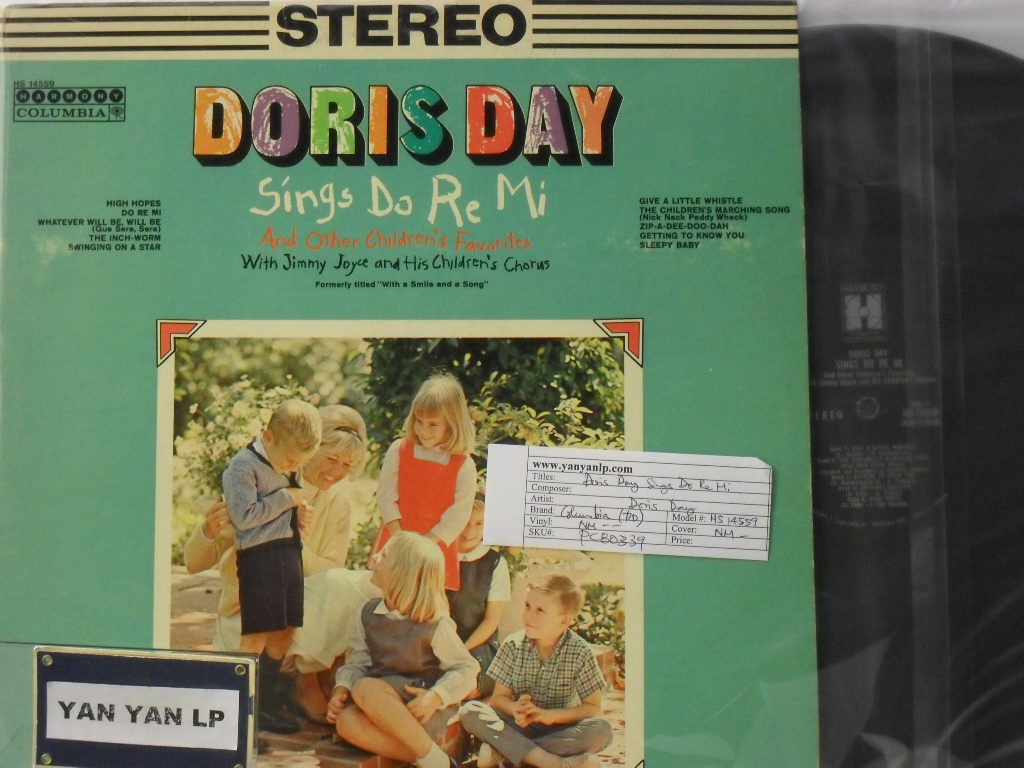 STEREO
HS 14559
HARMONY
COLUMBIA
DORIS DAY
Sings Do Re Mi
And Other Children's Favorites
With Jimmy Joyce and His Children's Chorus
Formerly titled "With a Smile and a Song"
HIGH HOPES
DO RE MI
WHATEVER WILL BE, WILL BE
(Que Sera, Sera)
THE INCH-WORM
SWINGING ON A STAR
GIVE A LITTLE WHISTLE
THE CHILDREN'S MARCHING SONG
(Nick Nack Paddy Whack)
ZIP-A-DEE-DOO-DAH
GETTING TO KNOW YOU
SLEEPY BABY
www.yanyanlp.com
Titles: Doris Day Sings Do Re Mi
Composer:
Artist: Doris Day
Brand: Columbia Model #: HS 14559
Vinyl: NM -- Cover: NM -
SKU#: PC80339 Price:
YAN YAN LP
HARMONY
H
DORIS DAY
SINGS DO RE MI
And Other Children's Favorites